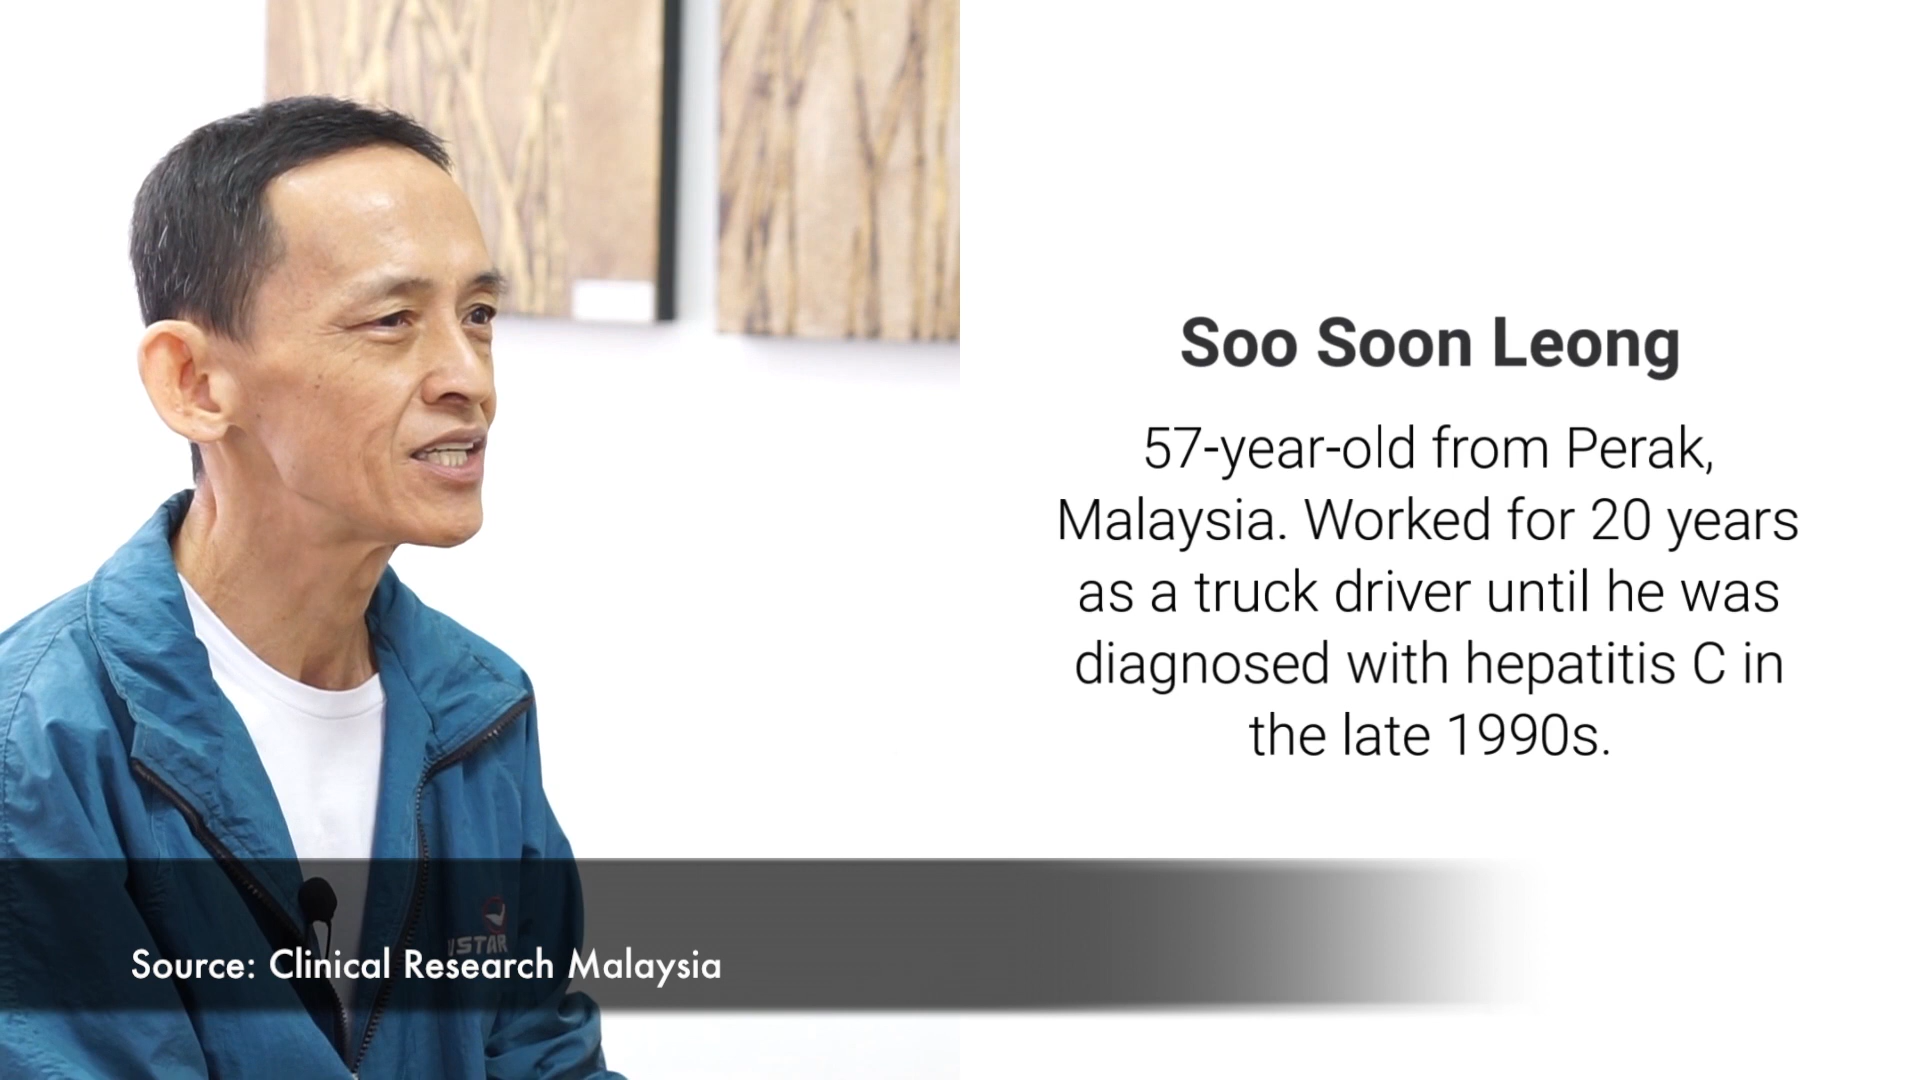 Soo Soon Leong
57-year-old from Perak,
Malaysia. Worked for 20 years
as a truck driver until he was
diagnosed with hepatitis C in
the late 1990s.
STAR
Source: Clinical Research Malaysia